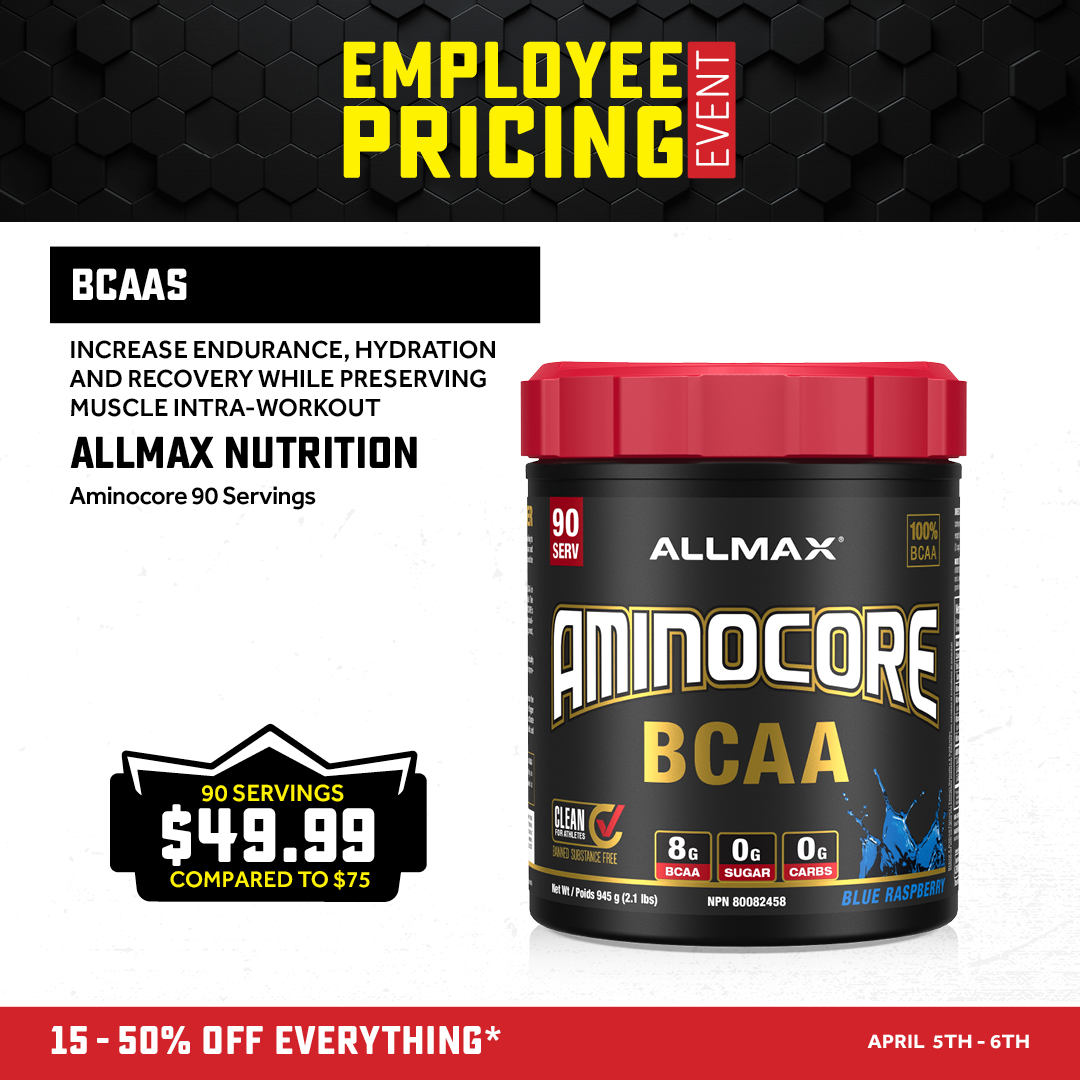 EMPLOYEE
PRICING
EVENT
BCAAS
INCREASE ENDURANCE, HYDRATION
AND RECOVERY WHILE PRESERVING
MUSCLE INTRA-WORKOUT
ALLMAX NUTRITION
Aminocore 90 Servings
90
SERV
ALLMAX®
100%
BCAA
AMINOCORE
BCAA
CLEAN
FOR ATHLETES
BANNED SUBSTANCE FREE
8G
BCAA
0G
SUGAR
0G
CARBS
Net Wt / Poids 945 g (2.1 lbs)
NPN 80082458
BLUE RASPBERRY
90 SERVINGS
$49.99
COMPARED TO $75
15 - 50% OFF EVERYTHING*
APRIL 5TH - 6TH